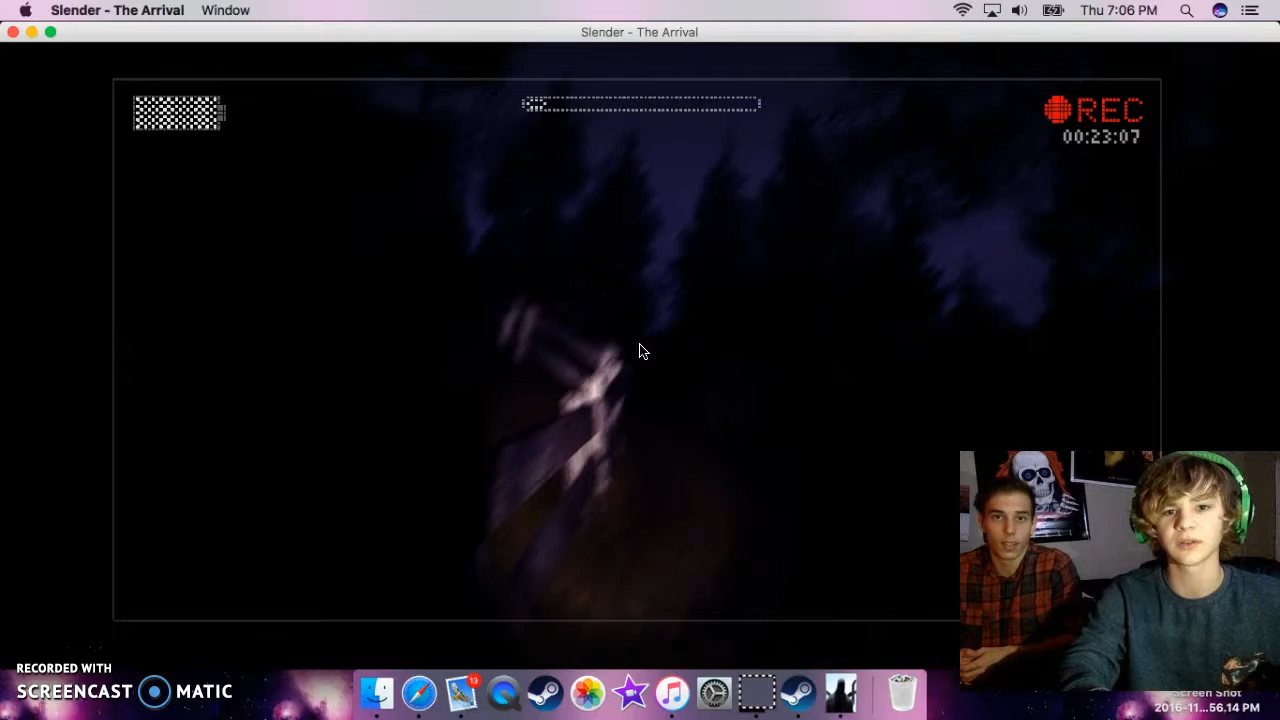 Slender - The Arrival Window Thu 7:06 PM
Slender - The Arrival
REC
00:23:07
13
RECORDED WITH
SCREENCAST MATIC
Screen Shot
2016-11...56.14 PM